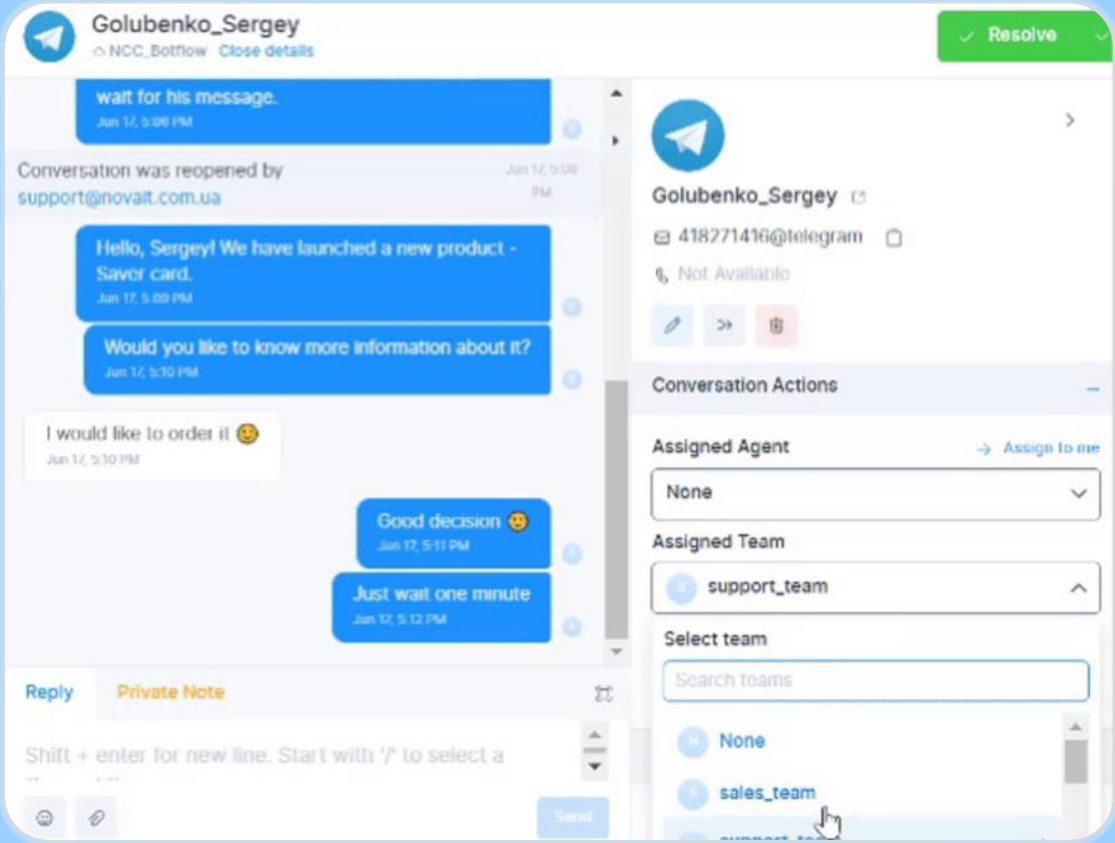 Golubenko_Sergey
NCC_Botflow Close details
Resolve
wait for his message.
Jun 17, 5:06 PM
Conversation was reopened by
support@novait.com.ua
Jun 17, 5:08
PM
Hello, Sergey! We have launched a new product -
Saver card.
Jun 17, 5:09 PM
Would you like to know more information about it?
Jun 17, 5:10 PM
I would like to order it
Jun 17, 5:10 PM
Good decision
Jun 17, 5:11 PM
Just wait one minute
Jun 17, 5:12 PM
Reply Private Note
Shift + enter for new line. Start with '/' to select a
Send
Golubenko_Sergey
418271416@telegram
Not Available
Conversation Actions
Assigned Agent
Assign to me
None
Assigned Team
support_team
Select team
Search teams
None
sales_team
support_team